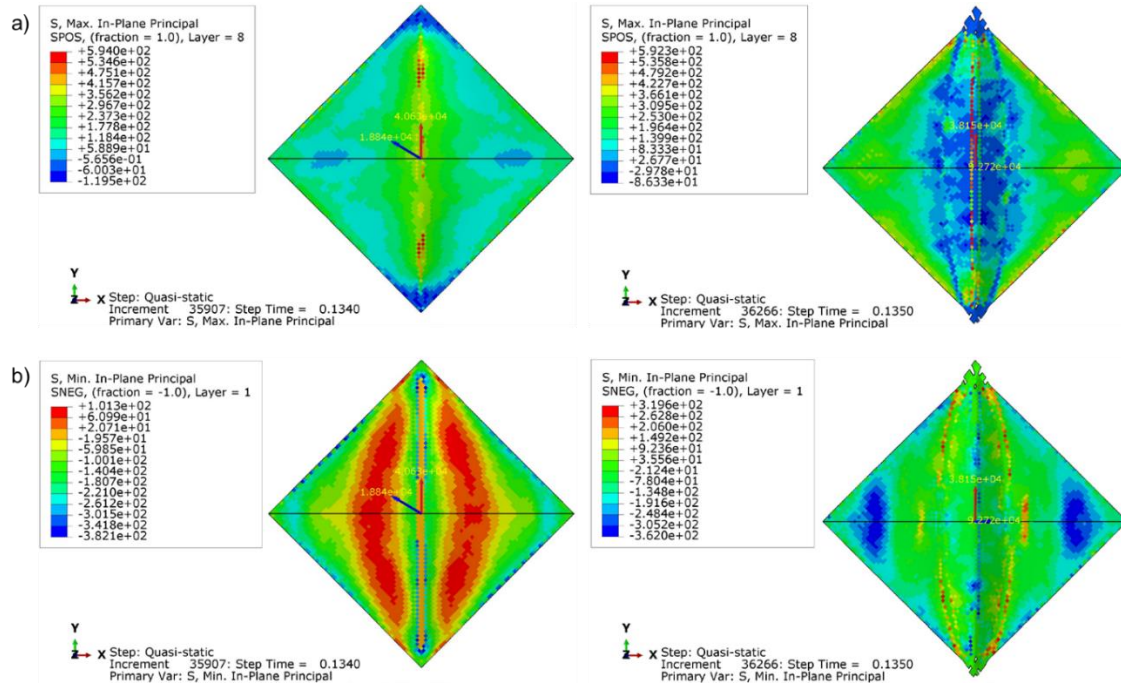 a)
S, Max. In-Plane Principal
SPOS, (fraction = 1.0), Layer = 8
+5.940e+02
+5.346e+02
+4.751e+02
+4.157e+02
+3.562e+02
+2.967e+02
+2.373e+02
+1.778e+02
+1.184e+02
+5.889e+01
-5.656e-01
-6.003e+01
-1.195e+02
4.063e+04
1.884e+04
Y
Z X
Step: Quasi-static
Increment 35907: Step Time = 0.1340
Primary Var: S, Max. In-Plane Principal
S, Max. In-Plane Principal
SPOS, (fraction = 1.0), Layer = 8
+5.923e+02
+5.358e+02
+4.792e+02
+4.227e+02
+3.661e+02
+3.095e+02
+2.530e+02
+1.964e+02
+1.399e+02
+8.333e+01
+2.677e+01
-2.978e+01
-8.633e+01
3.815e+04
9.272e+04
Y
Z X
Step: Quasi-static
Increment 36266: Step Time = 0.1350
Primary Var: S, Max. In-Plane Principal
b)
S, Min. In-Plane Principal
SNEG, (fraction = -1.0), Layer = 1
+1.013e+02
+6.099e+01
+2.071e+01
-1.957e+01
-5.985e+01
-1.001e+02
-1.404e+02
-1.807e+02
-2.210e+02
-2.612e+02
-3.015e+02
-3.418e+02
-3.821e+02
4.063e+04
1.884e+04
Y
Z X
Step: Quasi-static
Increment 35907: Step Time = 0.1340
Primary Var: S, Min. In-Plane Principal
S, Min. In-Plane Principal
SNEG, (fraction = -1.0), Layer = 1
+3.196e+02
+2.628e+02
+2.060e+02
+1.492e+02
+9.236e+01
+3.556e+01
-2.124e+01
-7.804e+01
-1.348e+02
-1.916e+02
-2.484e+02
-3.052e+02
-3.620e+02
3.815e+04
9.272e+04
Y
Z X
Step: Quasi-static
Increment 36266: Step Time = 0.1350
Primary Var: S, Min. In-Plane Principal